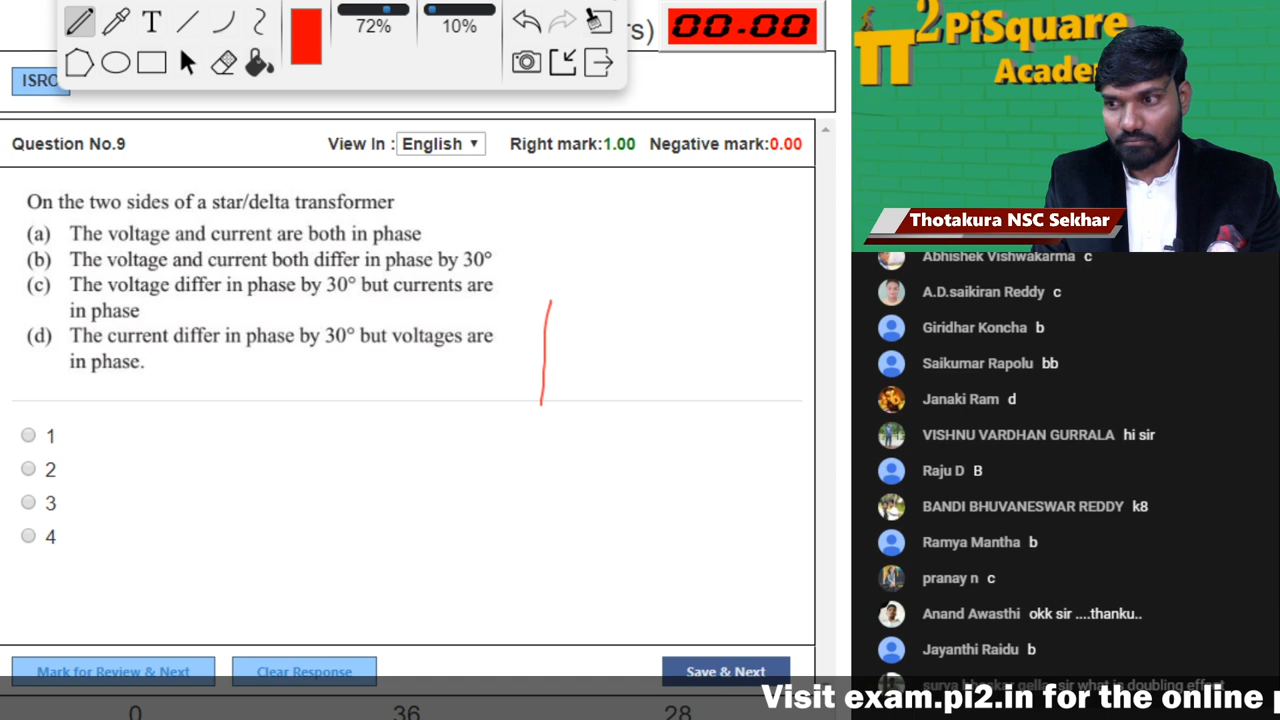 T
72%
10%
s)
00.00
ISRO
Question No.9
View In :
English
Right mark:1.00
Negative mark:0.00
On the two sides of a star/delta transformer
(a) The voltage and current are both in phase
(b) The voltage and current both differ in phase by 30°
(c) The voltage differ in phase by 30° but currents are
in phase
(d) The current differ in phase by 30° but voltages are
in phase.
1
2
3
4
Mark for Review & Next
Clear Response
Save & Next
0
36
28
π
2
PiSquare
Acade
Thotakura NSC Sekhar
Abhishek Vishwakarma c
A.D.saikiran Reddy c
Giridhar Koncha b
Saikumar Rapolu bb
Janaki Ram d
VISHNU VARDHAN GURRALA hi sir
Raju D B
BANDI BHUVANESWAR REDDY k8
Ramya Mantha b
pranay n c
Anand Awasthi okk sir ....thanku..
Jayanthi Raidu b
sir what is doubling effect
Visit exam.pi2.in for the online